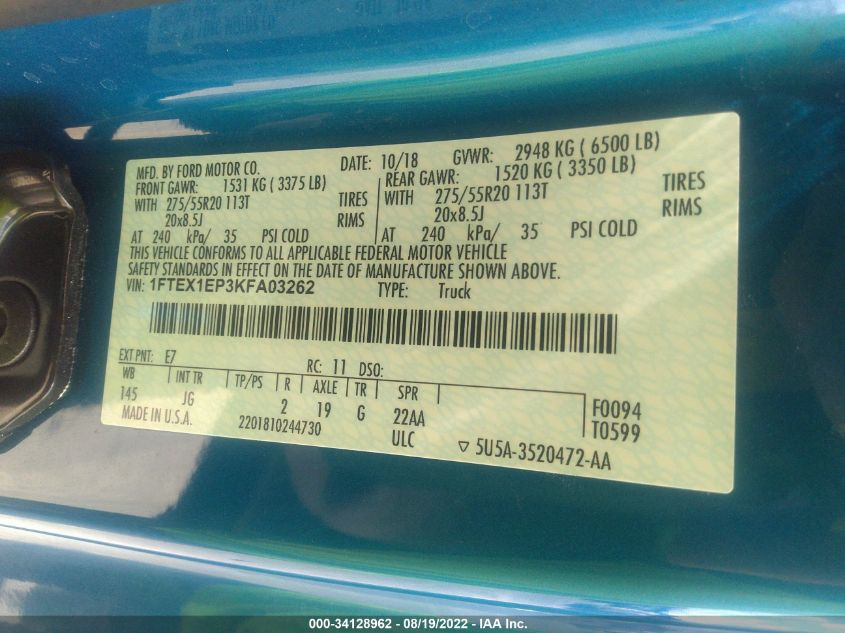 MFD. BY FORD MOTOR CO. DATE: 10/18 GVWR: 2948 KG ( 6500 LB)
FRONT GAWR: 1531 KG ( 3375 LB) REAR GAWR: 1520 KG ( 3350 LB)
WITH 275/55R20 113T TIRES WITH 275/55R20 113T TIRES
20x8.5J RIMS 20x8.5J RIMS
AT 240 kPa/ 35 PSI COLD AT 240 kPa/ 35 PSI COLD
THIS VEHICLE CONFORMS TO ALL APPLICABLE FEDERAL MOTOR VEHICLE
SAFETY STANDARDS IN EFFECT ON THE DATE OF MANUFACTURE SHOWN ABOVE.
VIN: 1FTEX1EP3KFA03262 TYPE: Truck
EXT PNT: E7 RC: 11 DSO:
WB INT TR TP/PS R AXLE TR SPR
145 JG 2 19 G 22AA F0094
MADE IN U.S.A. 2201810244730 ULC T0599
▽ 5U5A-3520472-AA
000-34128962 - 08/19/2022 - IAA Inc.